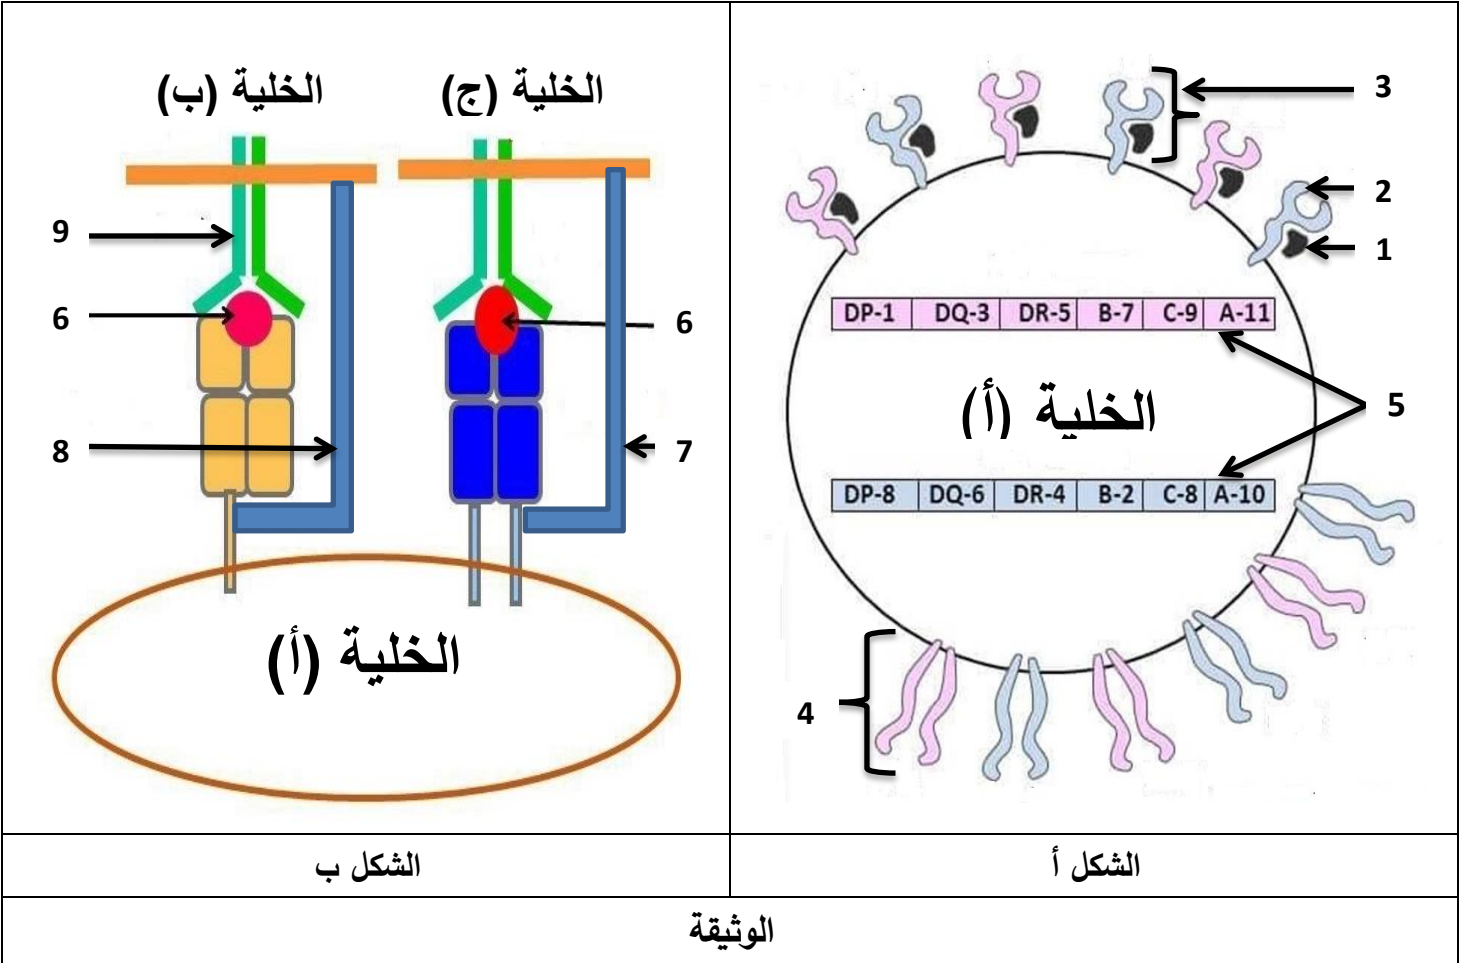 الخلية (ج)
الخلية (ب)
9
6
6
8
7
الخلية (أ)
3
2
1
DP-1 DQ-3 DR-5 B-7 C-9 A-11
الخلية (أ)
5
DP-8 DQ-6 DR-4 B-2 C-8 A-10
4
الشكل أ
الشكل ب
الوثيقة